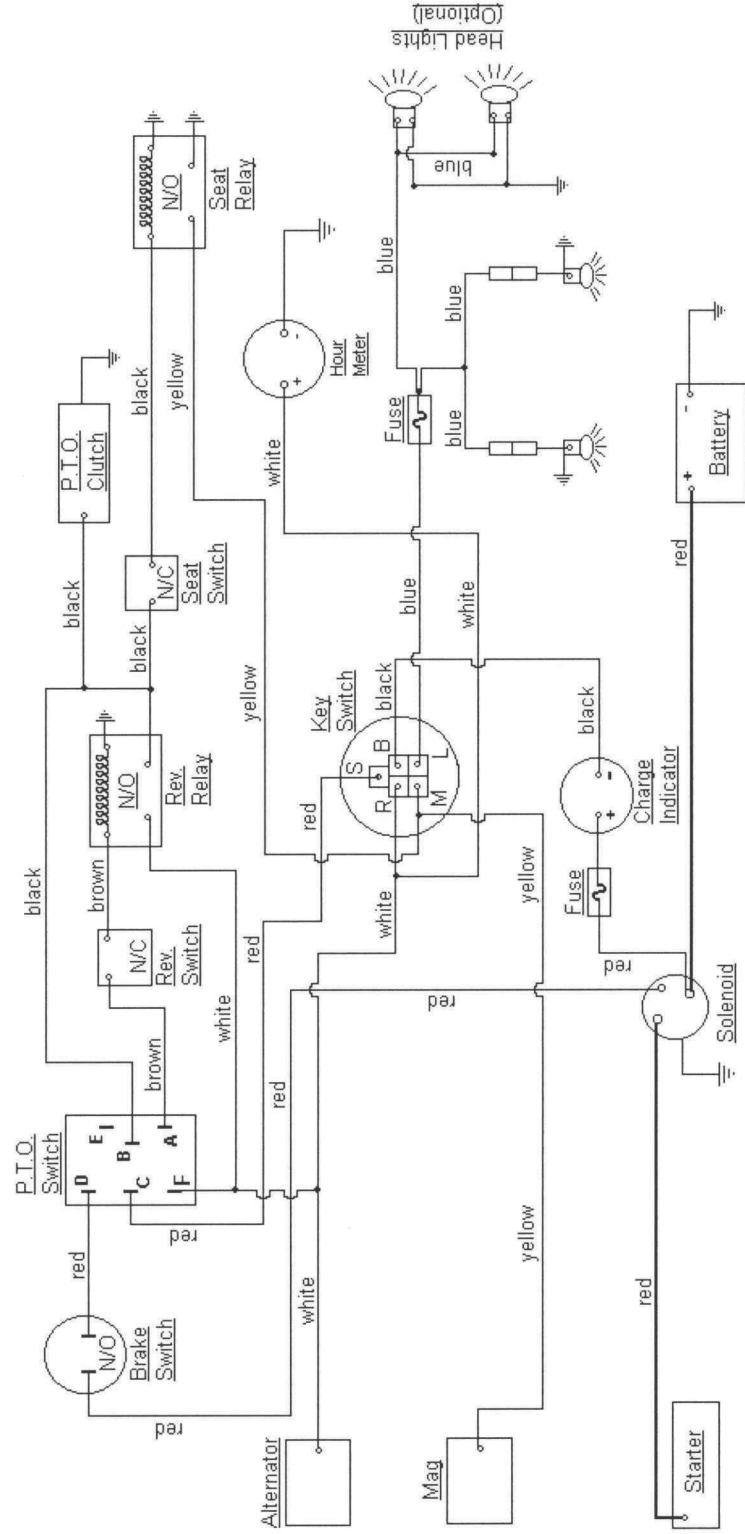 P.T.O.
Switch
D
E
C
B
F
A
red
red
N/O
Brake
Switch
red
brown
N/C
Rev.
Switch
brown
N/O
Rev.
Relay
black
black
P.T.O.
Clutch
black
N/C
Seat
Switch
black
N/O
Seat
Relay
yellow
yellow
white
red
red
white
Alternator
white
Key
Switch
S
R
B
M
L
red
black
blue
white
white
+
-
Hour
Meter
Fuse
blue
blue
blue
blue
Head Lights
(Optional)
Mag
yellow
yellow
black
+
-
Charge
Indicator
Fuse
red
red
Solenoid
red
+
-
Battery
red
Starter